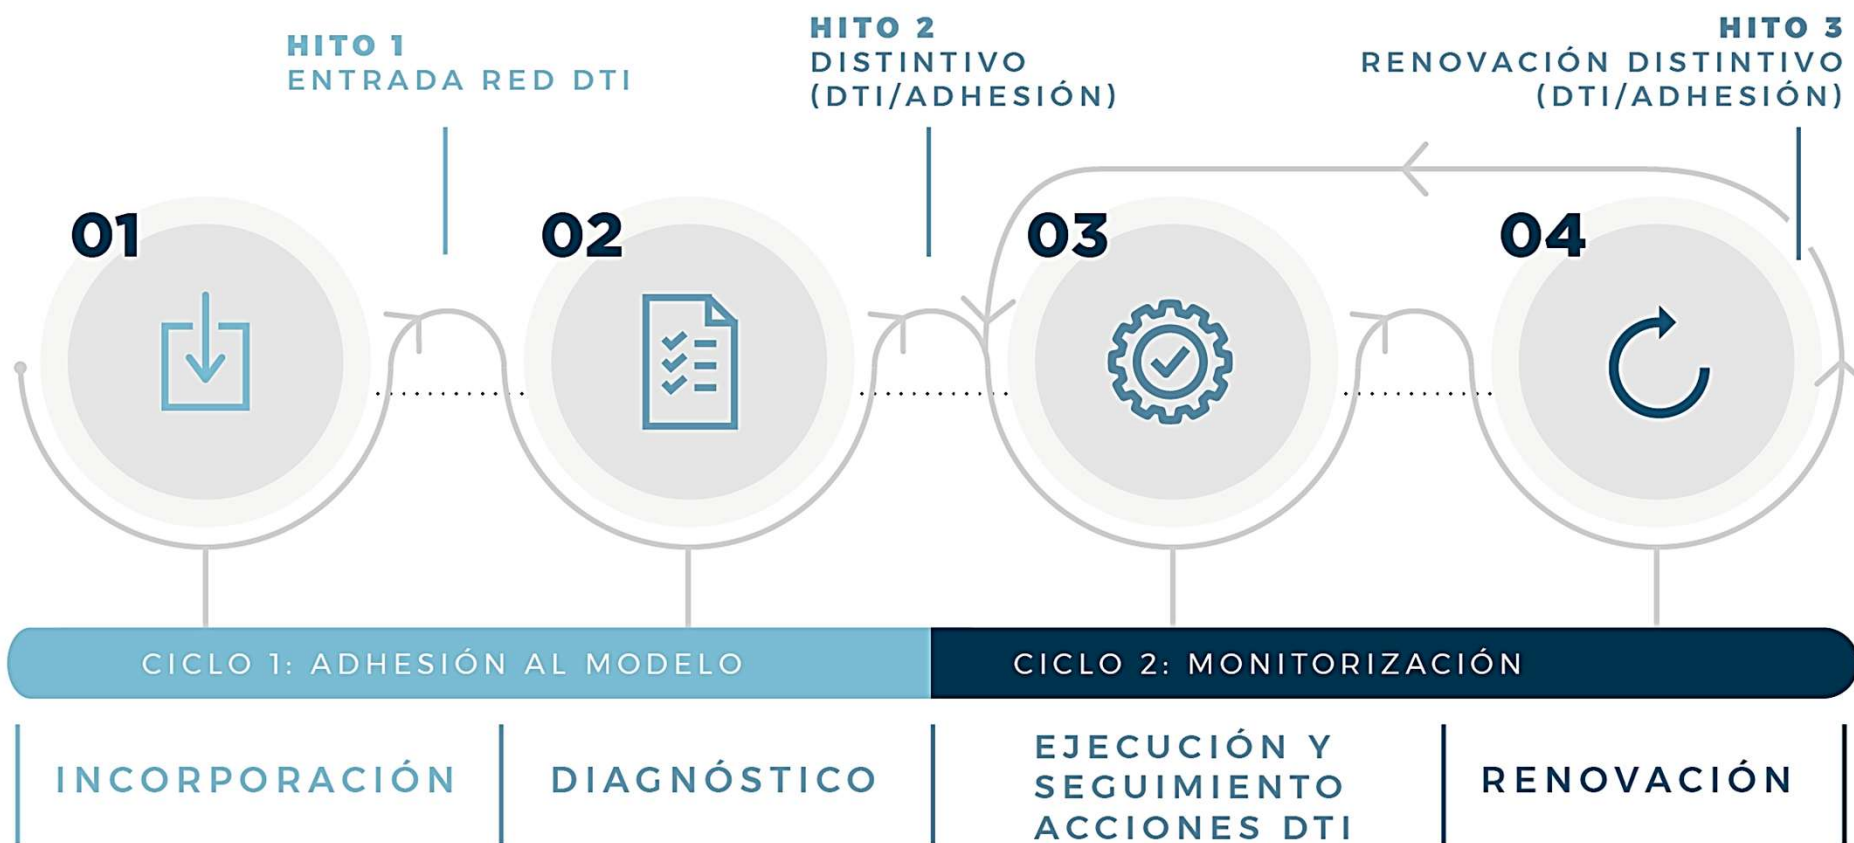 HITO 1
ENTRADA RED DTI
HITO 2
DISTINTIVO
(DTI/ADHESIÓN)
HITO 3
RENOVACIÓN DISTINTIVO
(DTI/ADHESIÓN)
01
02
03
04
CICLO 1: ADHESIÓN AL MODELO
CICLO 2: MONITORIZACIÓN
INCORPORACIÓN
DIAGNÓSTICO
EJECUCIÓN Y
SEGUIMIENTO
ACCIONES DTI
RENOVACIÓN